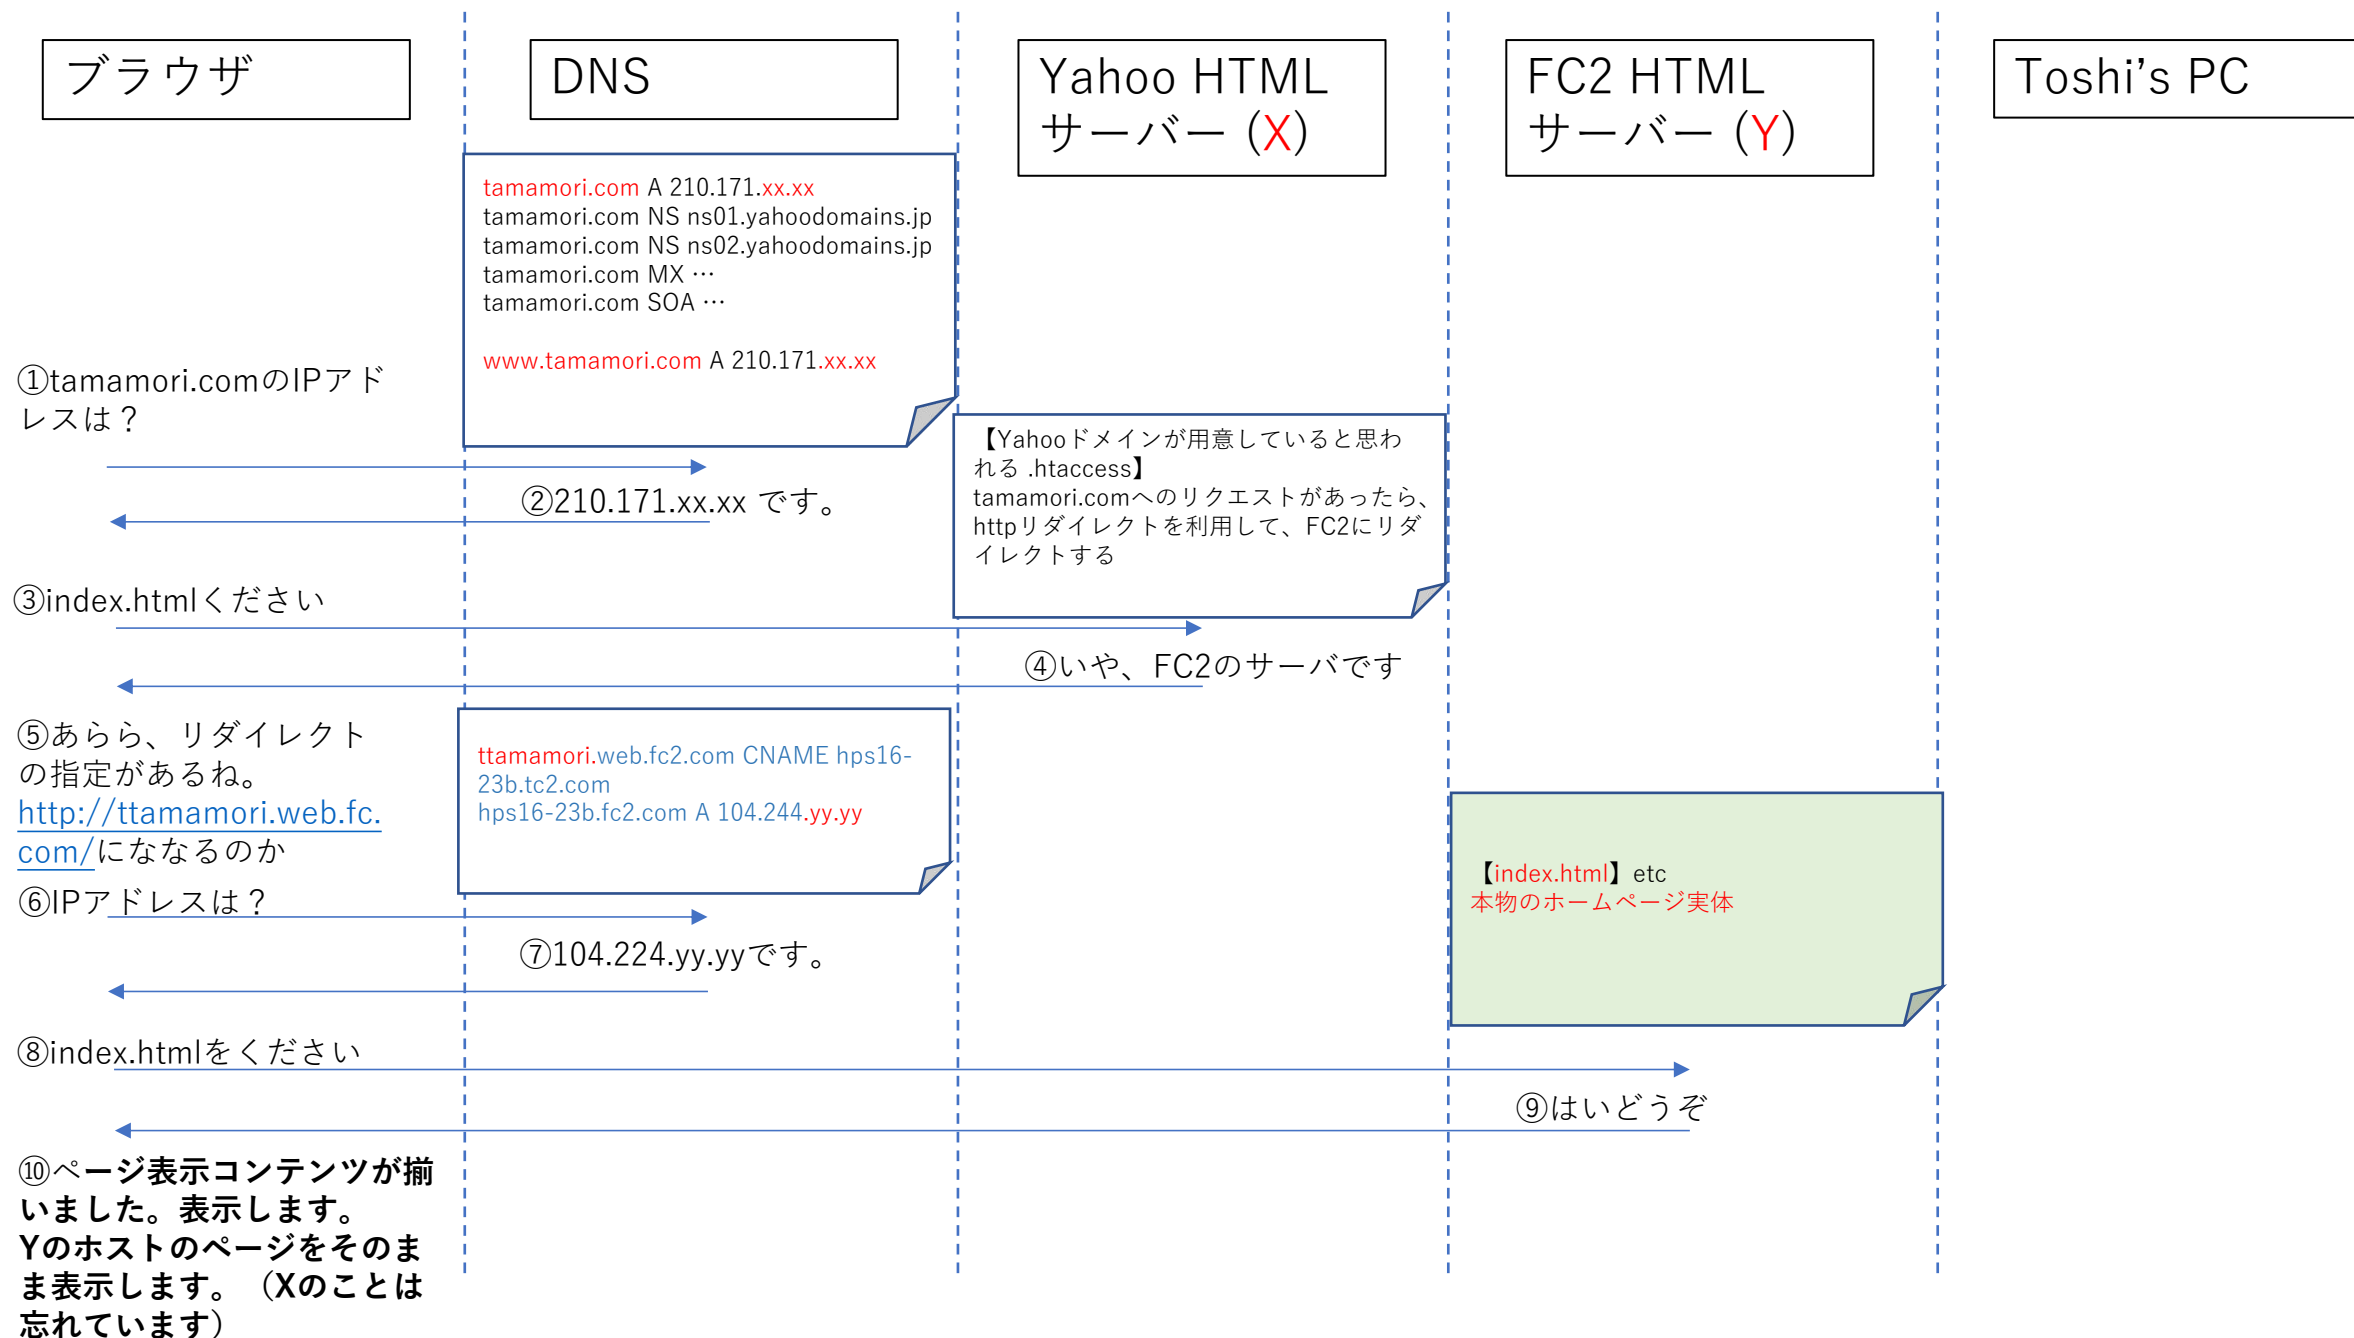 ブラウザ
DNS
Yahoo HTML
サーバー (X)
FC2 HTML
サーバー (Y)
Toshi’s PC
tamamori.com A 210.171.xx.xx
tamamori.com NS ns01.yahoodomains.jp
tamamori.com NS ns02.yahoodomains.jp
tamamori.com MX …
tamamori.com SOA …
www.tamamori.com A 210.171.xx.xx
①tamamori.comのIPアド
レスは？
②210.171.xx.xx です。
【Yahooドメインが用意していると思わ
れる .htaccess】
tamamori.comへのリクエストがあったら、
httpリダイレクトを利用して、FC2にリダ
イレクトする
③index.htmlください
④いや、FC2のサーバです
⑤あらら、リダイレクト
の指定があるね。
http://ttamamori.web.fc.
com/にななるのか
ttamamori.web.fc2.com CNAME hps16-
23b.tc2.com
hps16-23b.fc2.com A 104.244.yy.yy
⑥IPアドレスは？
⑦104.224.yy.yyです。
【index.html】etc
本物のホームページ実体
⑧index.htmlをください
⑨はいどうぞ
⑩ページ表示コンテンツが揃
いました。表示します。
Yのホストのページをそのま
ま表示します。（Xのことは
忘れています）